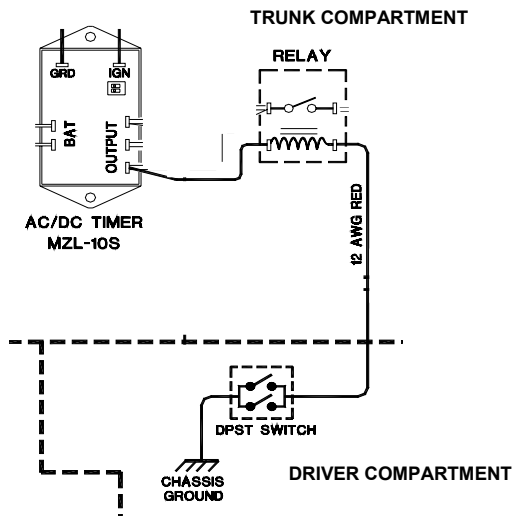 TRUNK COMPARTMENT
RELAY
GRD
IGN
BAT
OUTPUT
AC/DC TIMER
MZL-10S
12 AWG RED
DPST SWITCH
CHASSIS
GROUND
DRIVER COMPARTMENT